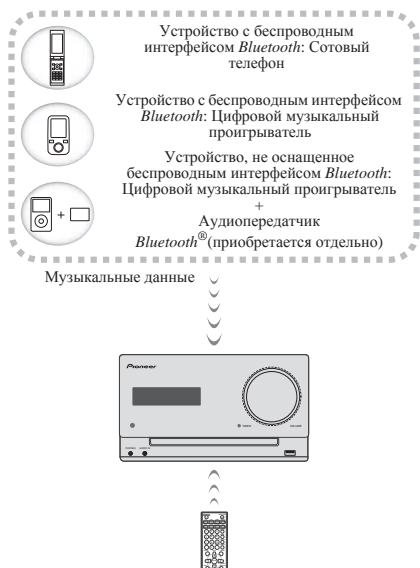 Устройство с беспроводным
интерфейсом Bluetooth: Сотовый
телефон
Устройство с беспроводным интерфейсом
Bluetooth: Цифровой музыкальный
проигрыватель
Устройство, не оснащенное
беспроводным интерфейсом Bluetooth:
Цифровой музыкальный проигрыватель
+
+
Аудиопередатчик
Bluetooth®(приобретается отдельно)
Музыкальные данные
Pioneer